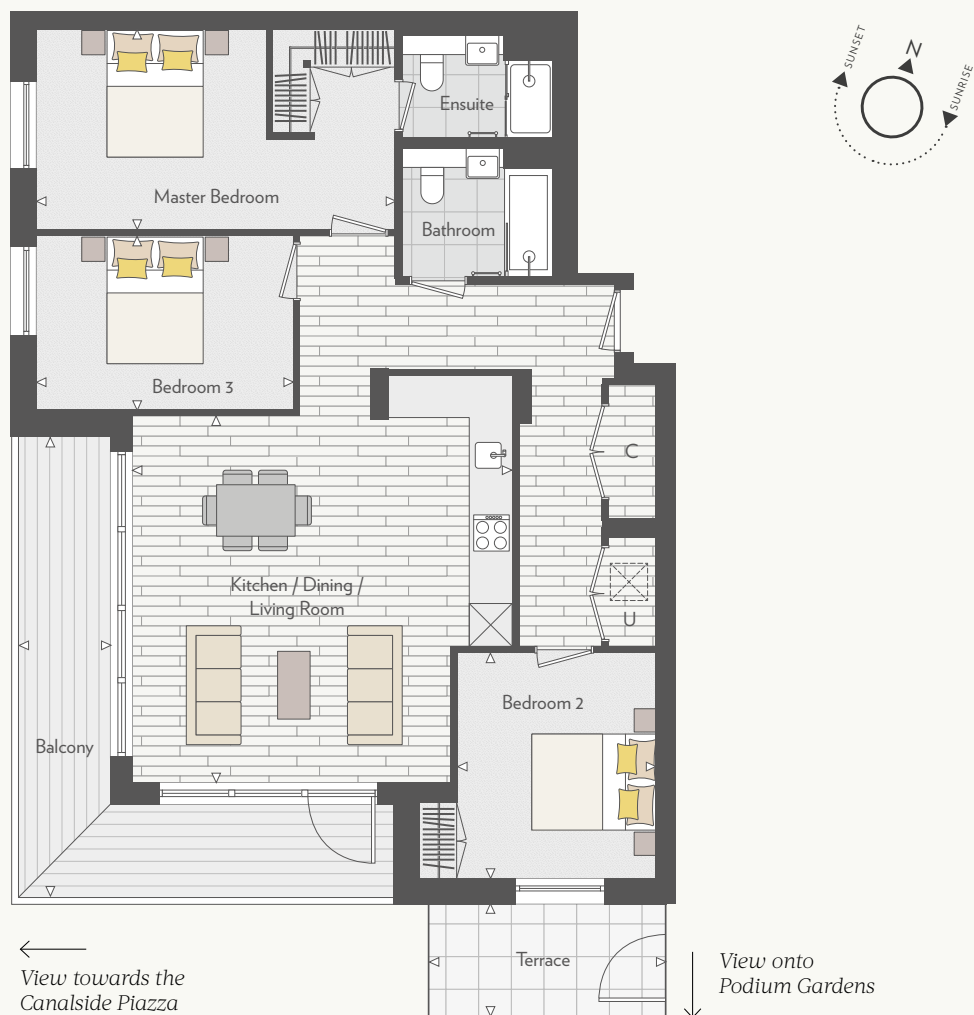 SUNSET
N
SUNRISE
Ensuite
Master Bedroom
Bathroom
Bedroom 3
C
Kitchen / Dining /
Living Room
U
Bedroom 2
Balcony
Terrace
View towards the
Canalside Piazza
View onto
Podium Gardens